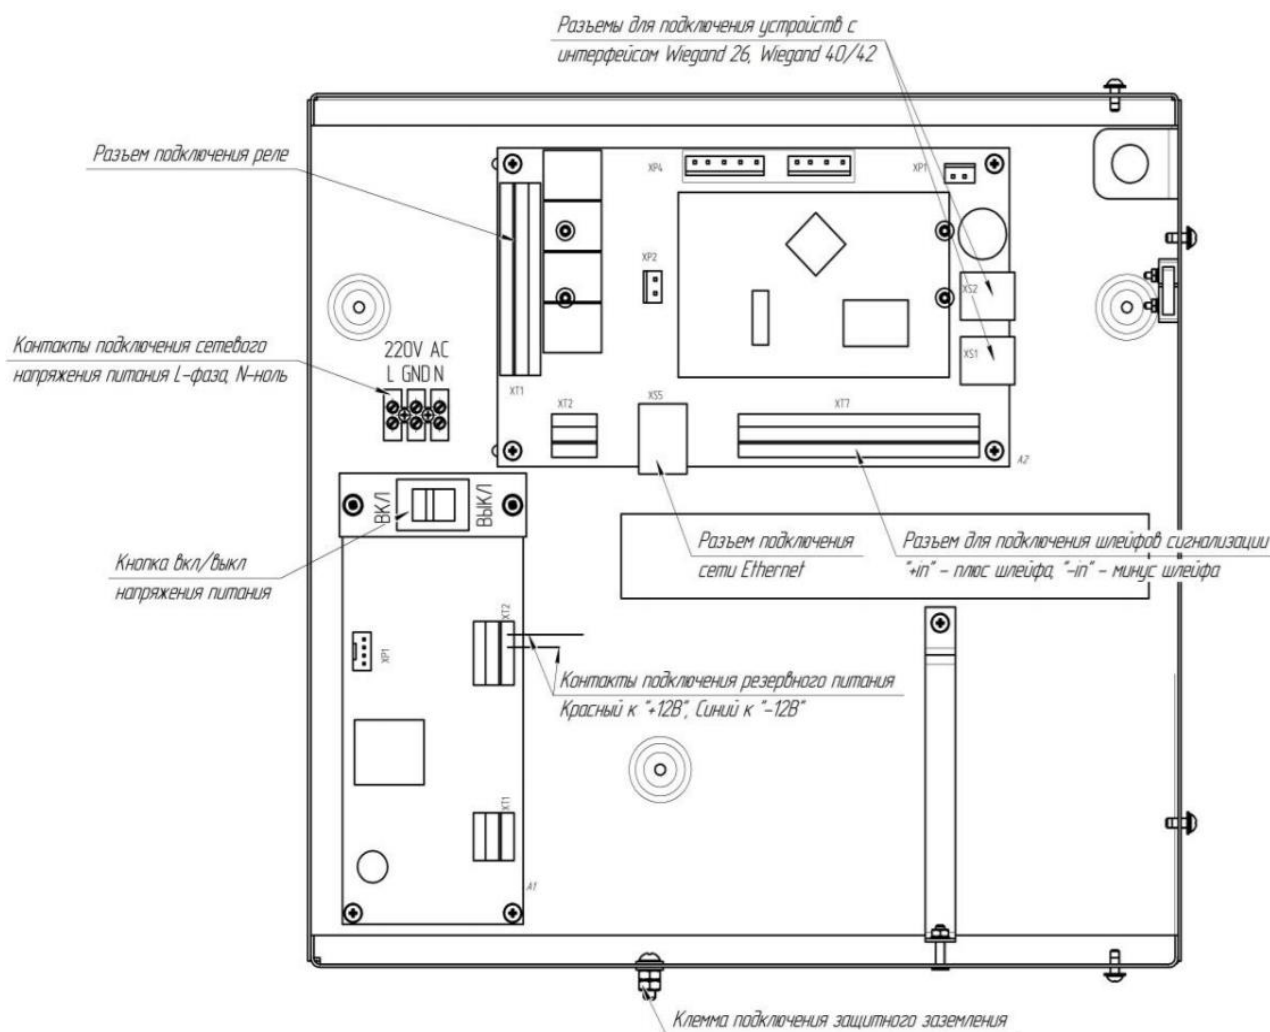 Разъемы для подключения устройств с
интерфейсом Wiegand 26, Wiegand 40/42
Разъем подключения реле
XP4
XP1
XP2
XS2
Контакты подключения сетевого
напряжения питания L-фаза, N-ноль
220V AC
L GND N
XS1
XT1
XT2
XS5
XT7
A2
ВКЛ
ВЫКЛ
Кнопка вкл/выкл
напряжения питания
Разъем подключения
сети Ethernet
Разъем для подключения шлейфов сигнализации
"+in" - плюс шлейфа, "-in" - минус шлейфа
XT2
XP1
Контакты подключения резервного питания
Красный к "+12В", Синий к "-12В"
XT1
A1
Клемма подключения защитного заземления